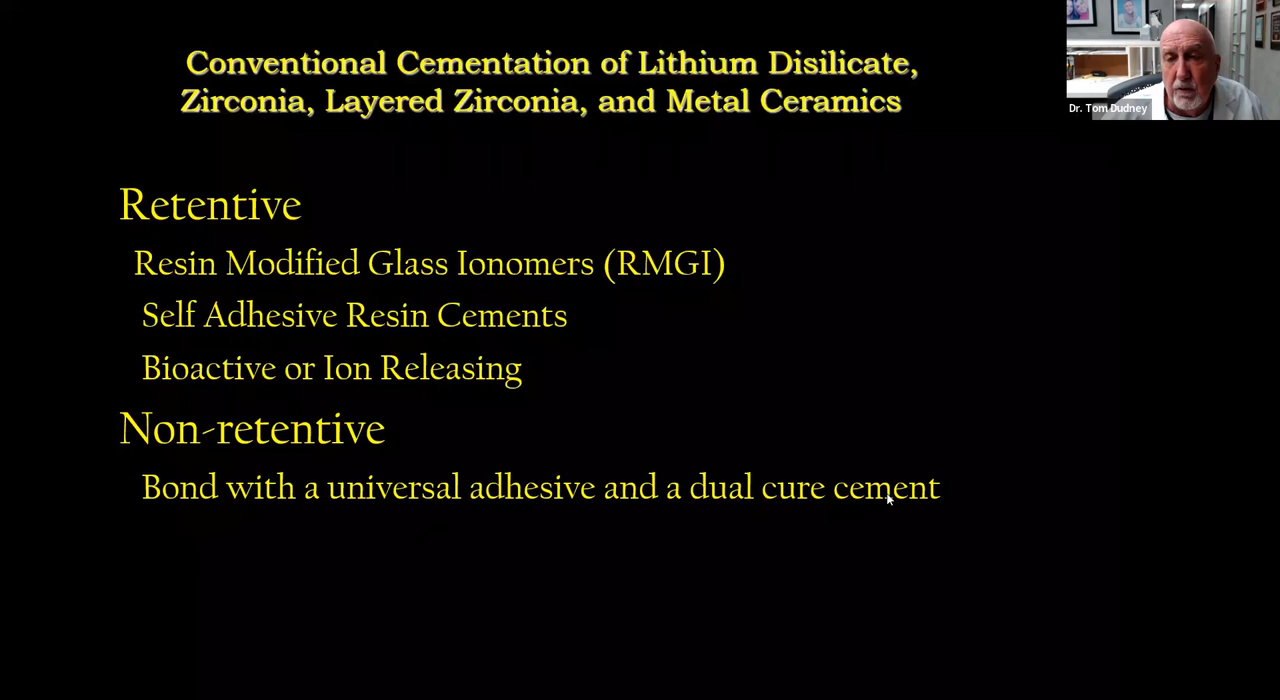 Conventional Cementation of Lithium Disilicate,
Zirconia, Layered Zirconia, and Metal Ceramics
Dr. Tom Dudney
Retentive
Resin Modified Glass Ionomers (RMGI)
Self Adhesive Resin Cements
Bioactive or Ion Releasing
Non-retentive
Bond with a universal adhesive and a dual cure cement